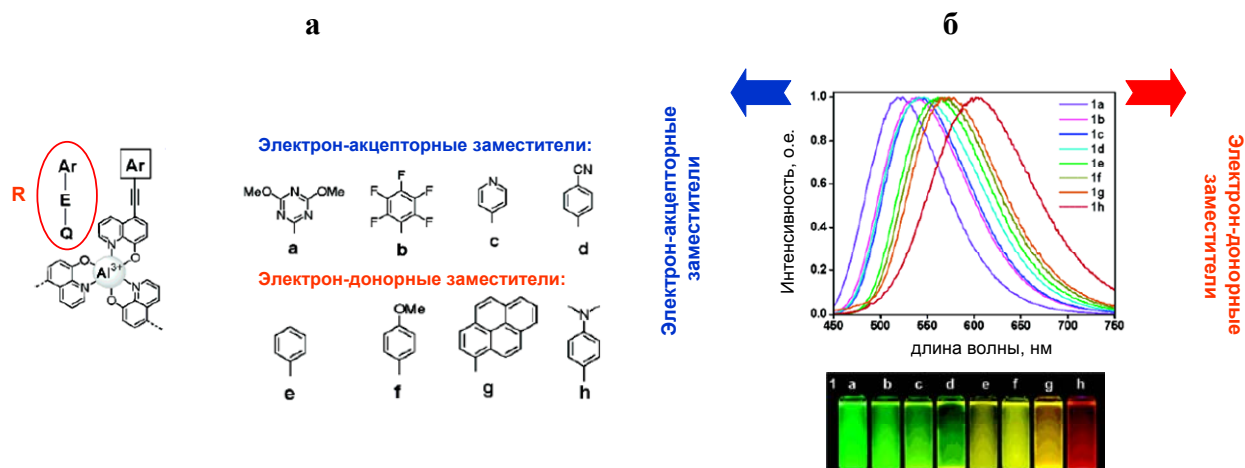 а
R
Ar
E
Q
Ar
N
O
O
Al3+
N
N
O
Электрон-акцепторные заместители:
MeO
N
OMe
N
N
a
F
F
F
F
F
b
N
c
CN
d
Электрон-донорные заместители:
e
OMe
f
g
N
h
б
Электрон-акцепторные
заместители
Интенсивность, о.е.
1.0
0.8
0.6
0.4
0.2
0.0
450 500 550 600 650 700 760
длина волны, нм
1a
1b
1c
1d
1e
1f
1g
1h
Электрон-донорные
заместители
1 a b c d e f g h